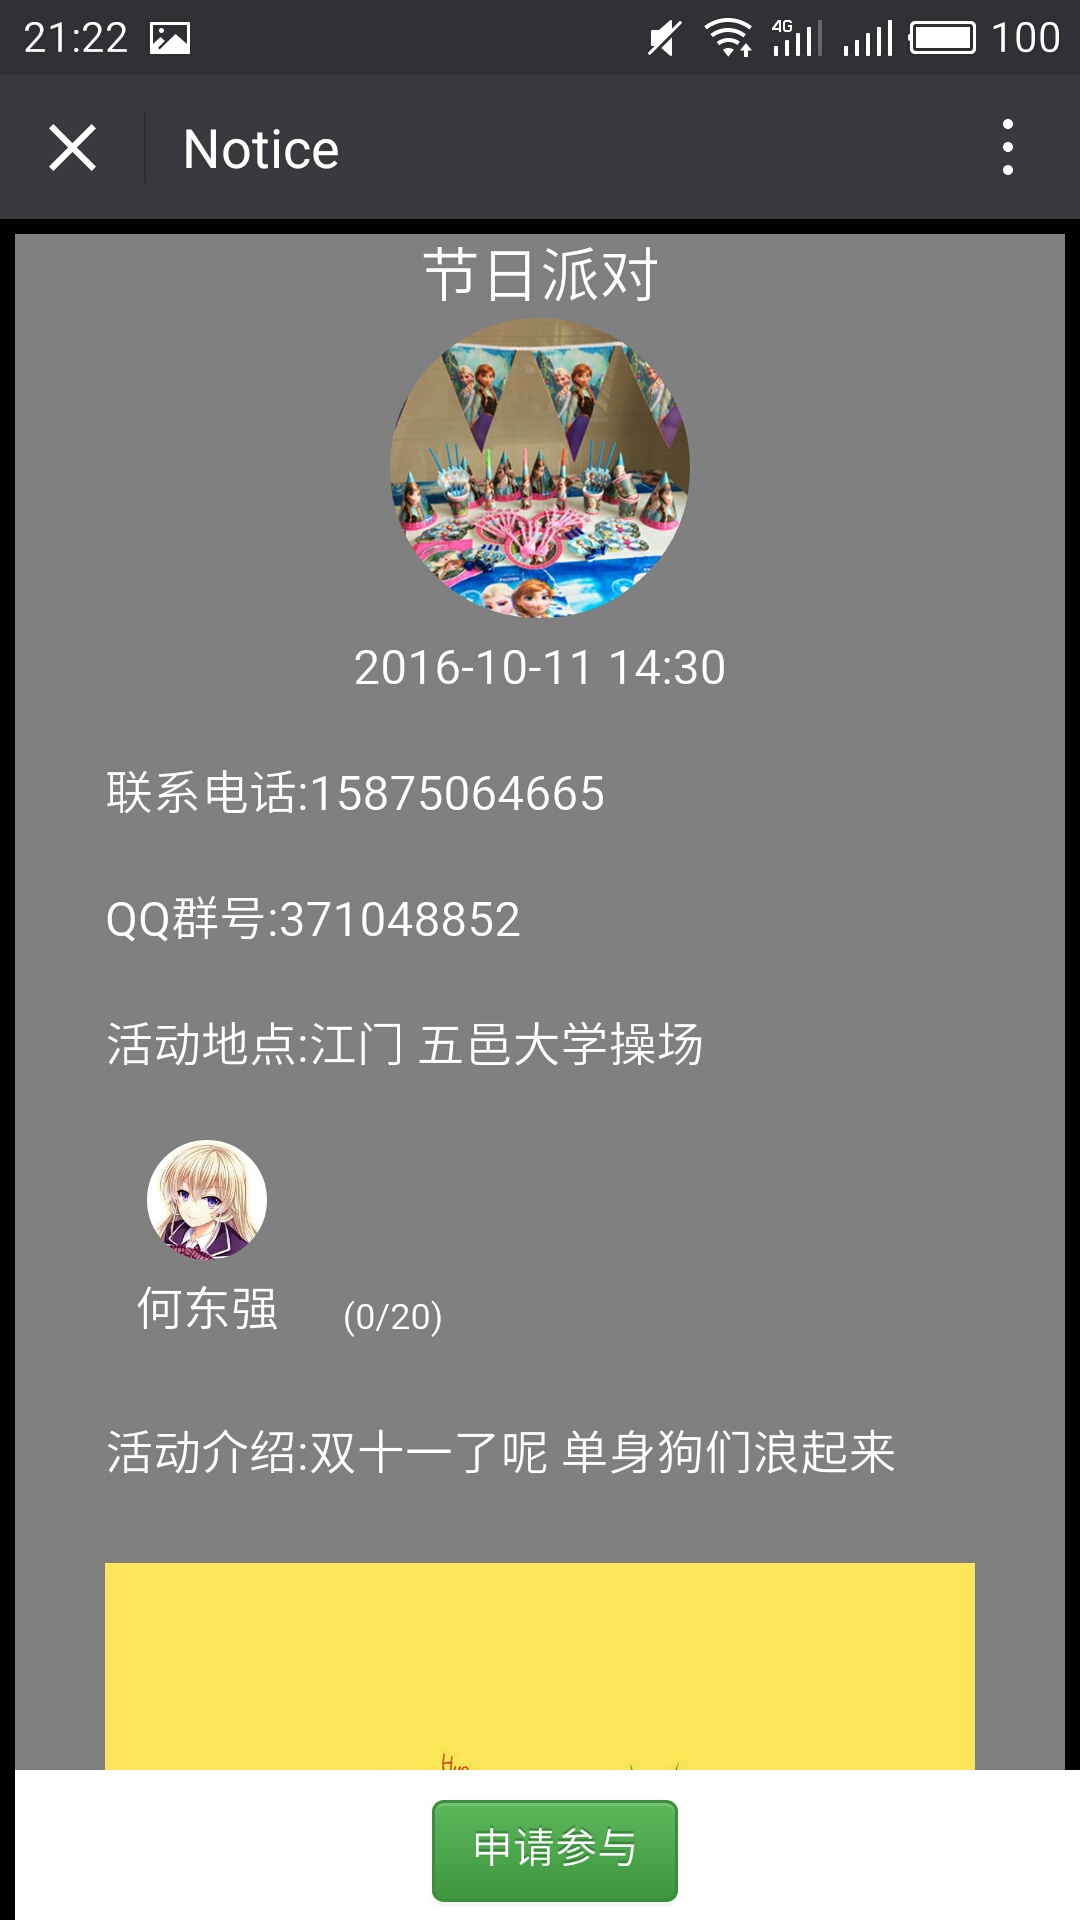 21:22 4G 100
Notice
节日派对
2016-10-11 14:30
联系电话:15875064665
QQ群号:371048852
活动地点:江门 五邑大学操场
何东强 (0/20)
活动介绍:双十一了呢 单身狗们浪起来
申请参与